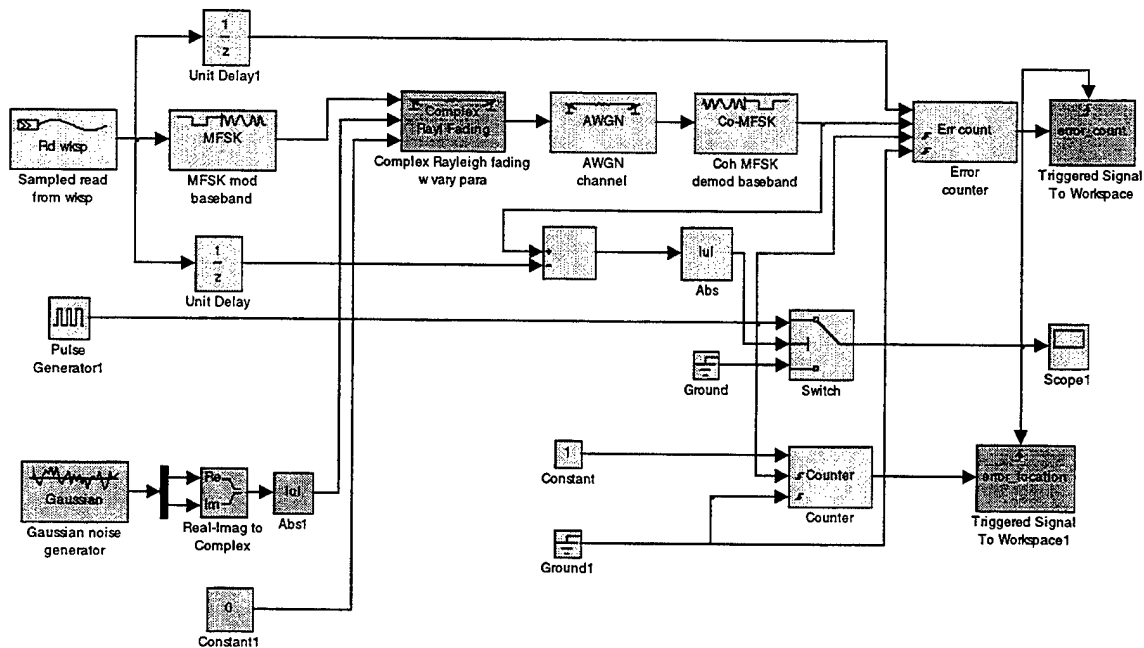 1
z
Unit Delay1
Rd wksp
Sampled read
from wksp
MFSK
MFSK mod
baseband
Complex
Rayl Fading
Complex Rayleigh fading
w vary para
AWGN
AWGN
channel
Co-MFSK
Coh MFSK
demod baseband
Err count
Error
counter
error_count
Triggered Signal
To Workspace
1
z
Unit Delay
+
-
|u|
Abs
Pulse
Generator1
Ground
Switch
Scope1
Gaussian
Gaussian noise
generator
Re
Im
Real-Imag to
Complex
|u|
Abs1
1
Constant
Counter
Counter
error_location
Triggered Signal
To Workspace1
Ground1
0
Constant1